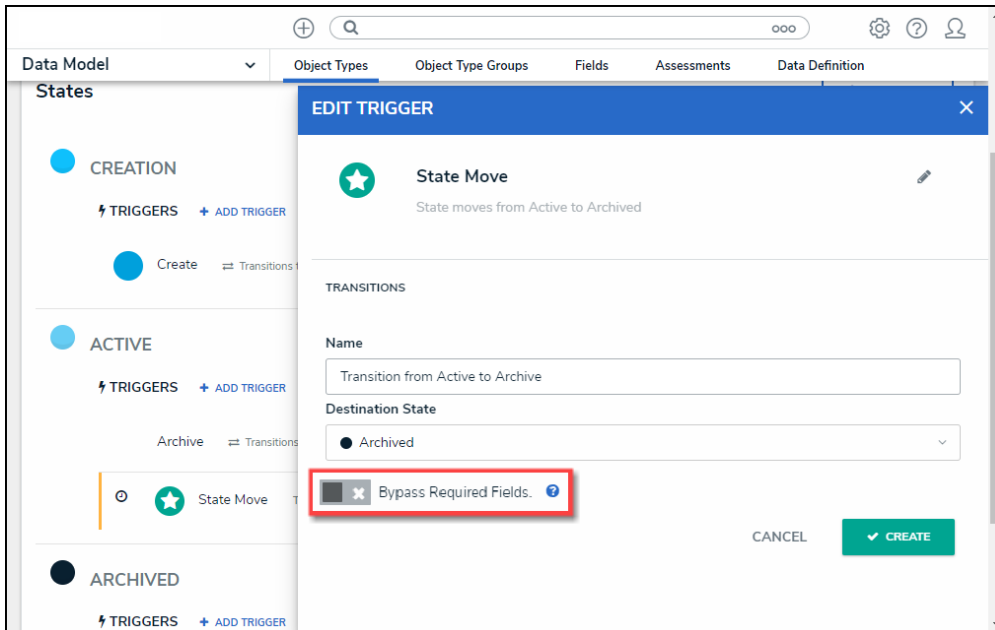 Data Model
Object Types
Object Type Groups
Fields
Assessments
Data Definition
States
CREATION
TRIGGERS
+ ADD TRIGGER
Create
Transitions
ACTIVE
TRIGGERS
+ ADD TRIGGER
Archive
Transitions
State Move
ARCHIVED
TRIGGERS
+ ADD TRIGGER
EDIT TRIGGER
State Move
State moves from Active to Archived
TRANSITIONS
Name
Transition from Active to Archive
Destination State
Archived
Bypass Required Fields.
CANCEL
CREATE